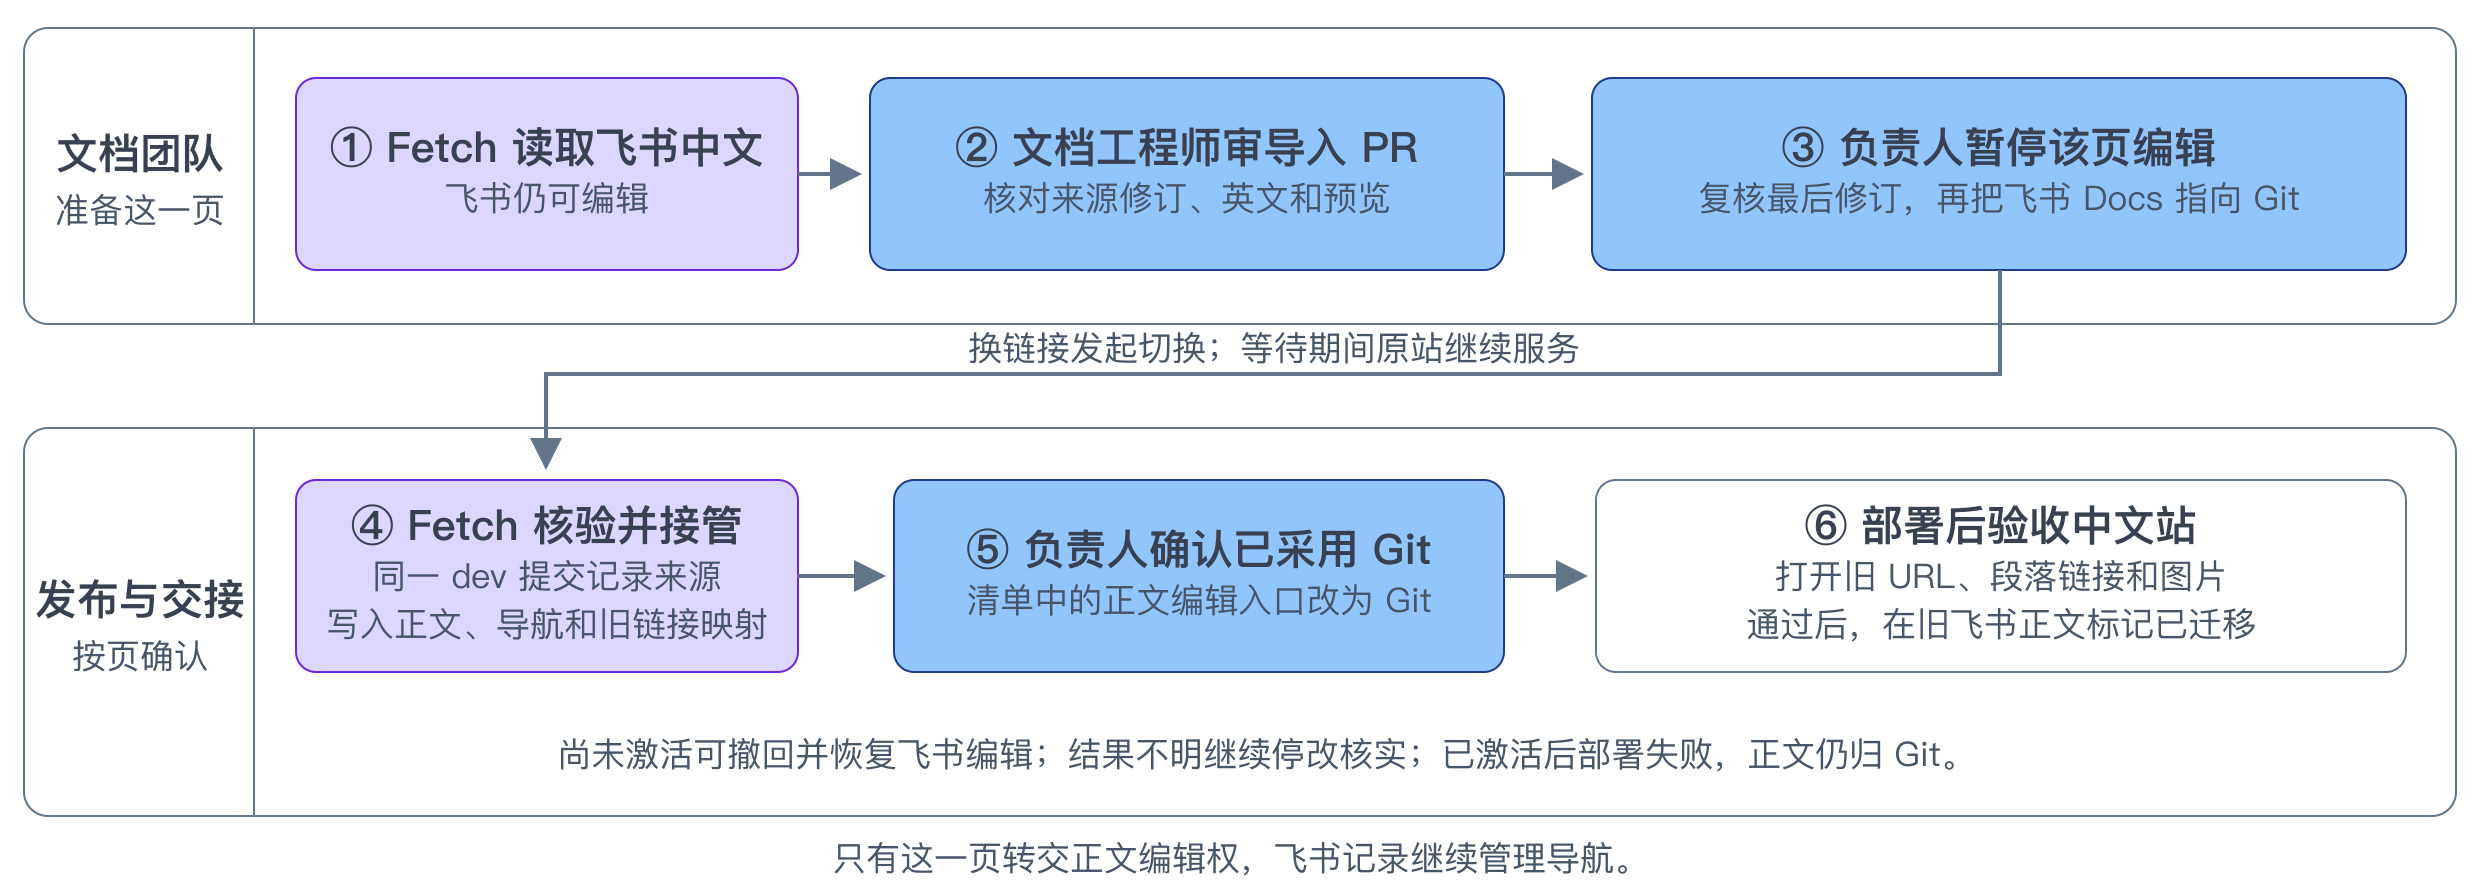 文档团队
准备这一页
① Fetch 读取飞书中文
飞书仍可编辑
② 文档工程师审导入 PR
核对来源修订、英文和预览
③ 负责人暂停该页编辑
复核最后修订，再把飞书 Docs 指向 Git
换链接发起切换；等待期间原站继续服务
发布与交接
按页确认
④ Fetch 核验并接管
同一 dev 提交记录来源
写入正文、导航和旧链接映射
⑤ 负责人确认已采用 Git
清单中的正文编辑入口改为 Git
⑥ 部署后验收中文站
打开旧 URL、段落链接和图片
通过后，在旧飞书正文标记已迁移
尚未激活可撤回并恢复飞书编辑；结果不明继续停改核实；已激活后部署失败，正文仍归 Git。
只有这一页转交正文编辑权，飞书记录继续管理导航。